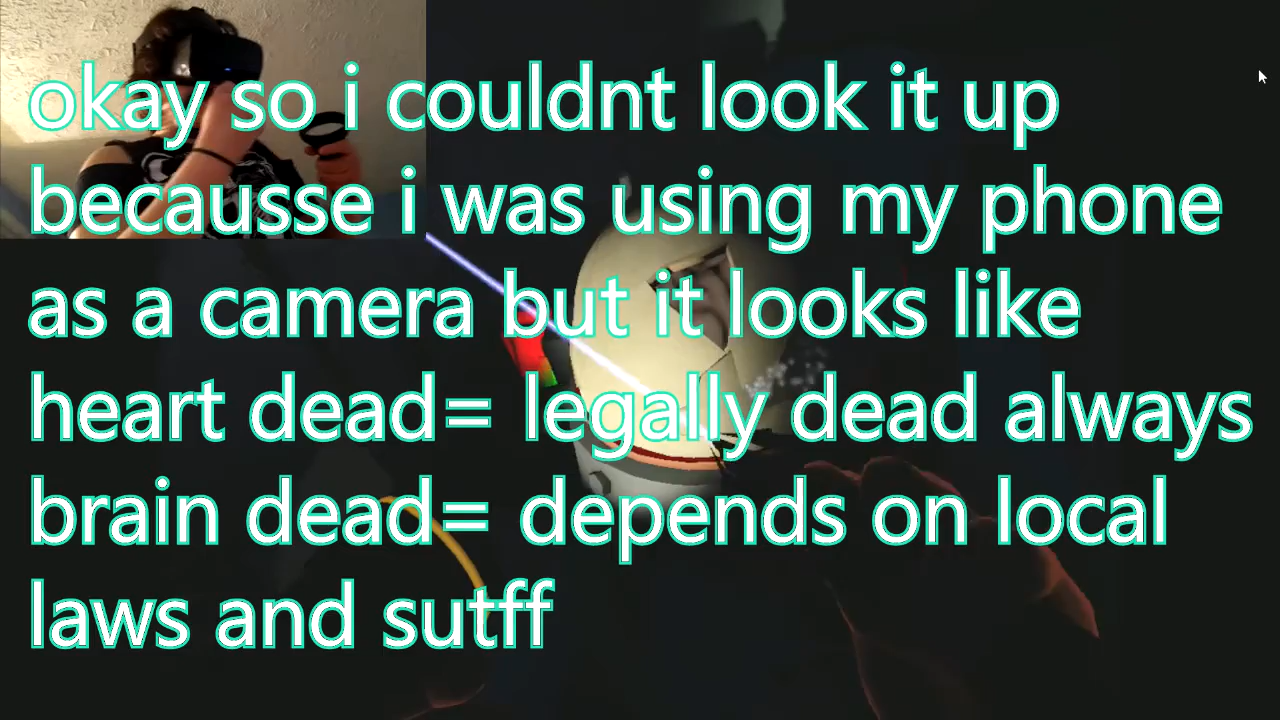 okay so i couldnt look it up
becausse i was using my phone
as a camera but it looks like
heart dead= legally dead always
brain dead= depends on local
laws and sutff